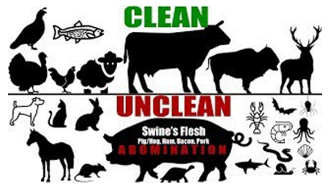 CLEAN
UNCLEAN
Swine's Flesh
Pig/Hog, Ham, Bacon, Pork
ABOMINATION